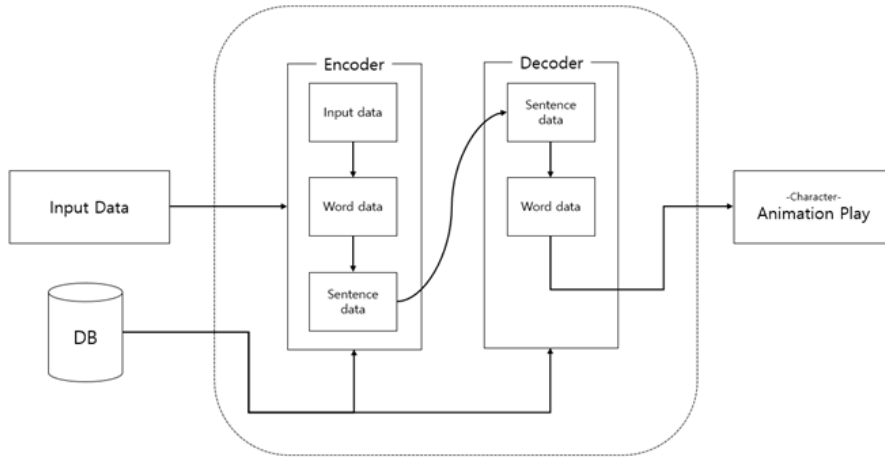 Encoder
Input data
Word data
Sentence
data
Decoder
Sentence
data
Word data
Input Data
DB
-Character-
Animation Play